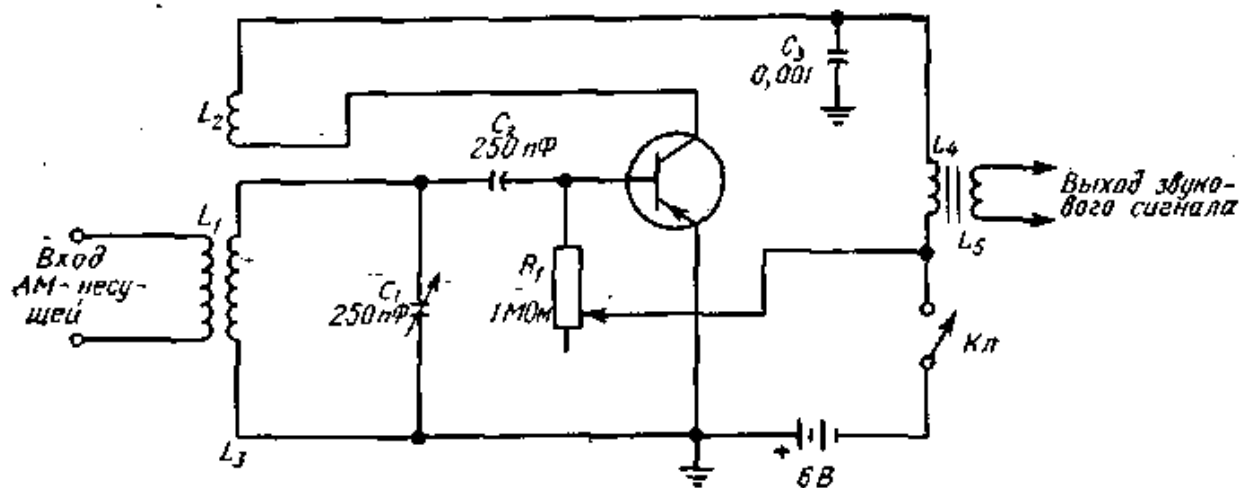 C₃
0,001
L₂
C₂
250 пФ
L₄
Выход звуко-
вого сигнала
L₅
L₁
Вход
АМ-несу-
щей
C₁
250 пФ
R₁
1 МОм
Кл
L₃
+
6 В